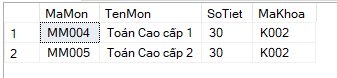 MaMon TenMon SoTiet MaKhoa
1 MM004 Toán Cao cấp 1 30 K002
2 MM005 Toán Cao cấp 2 30 K002